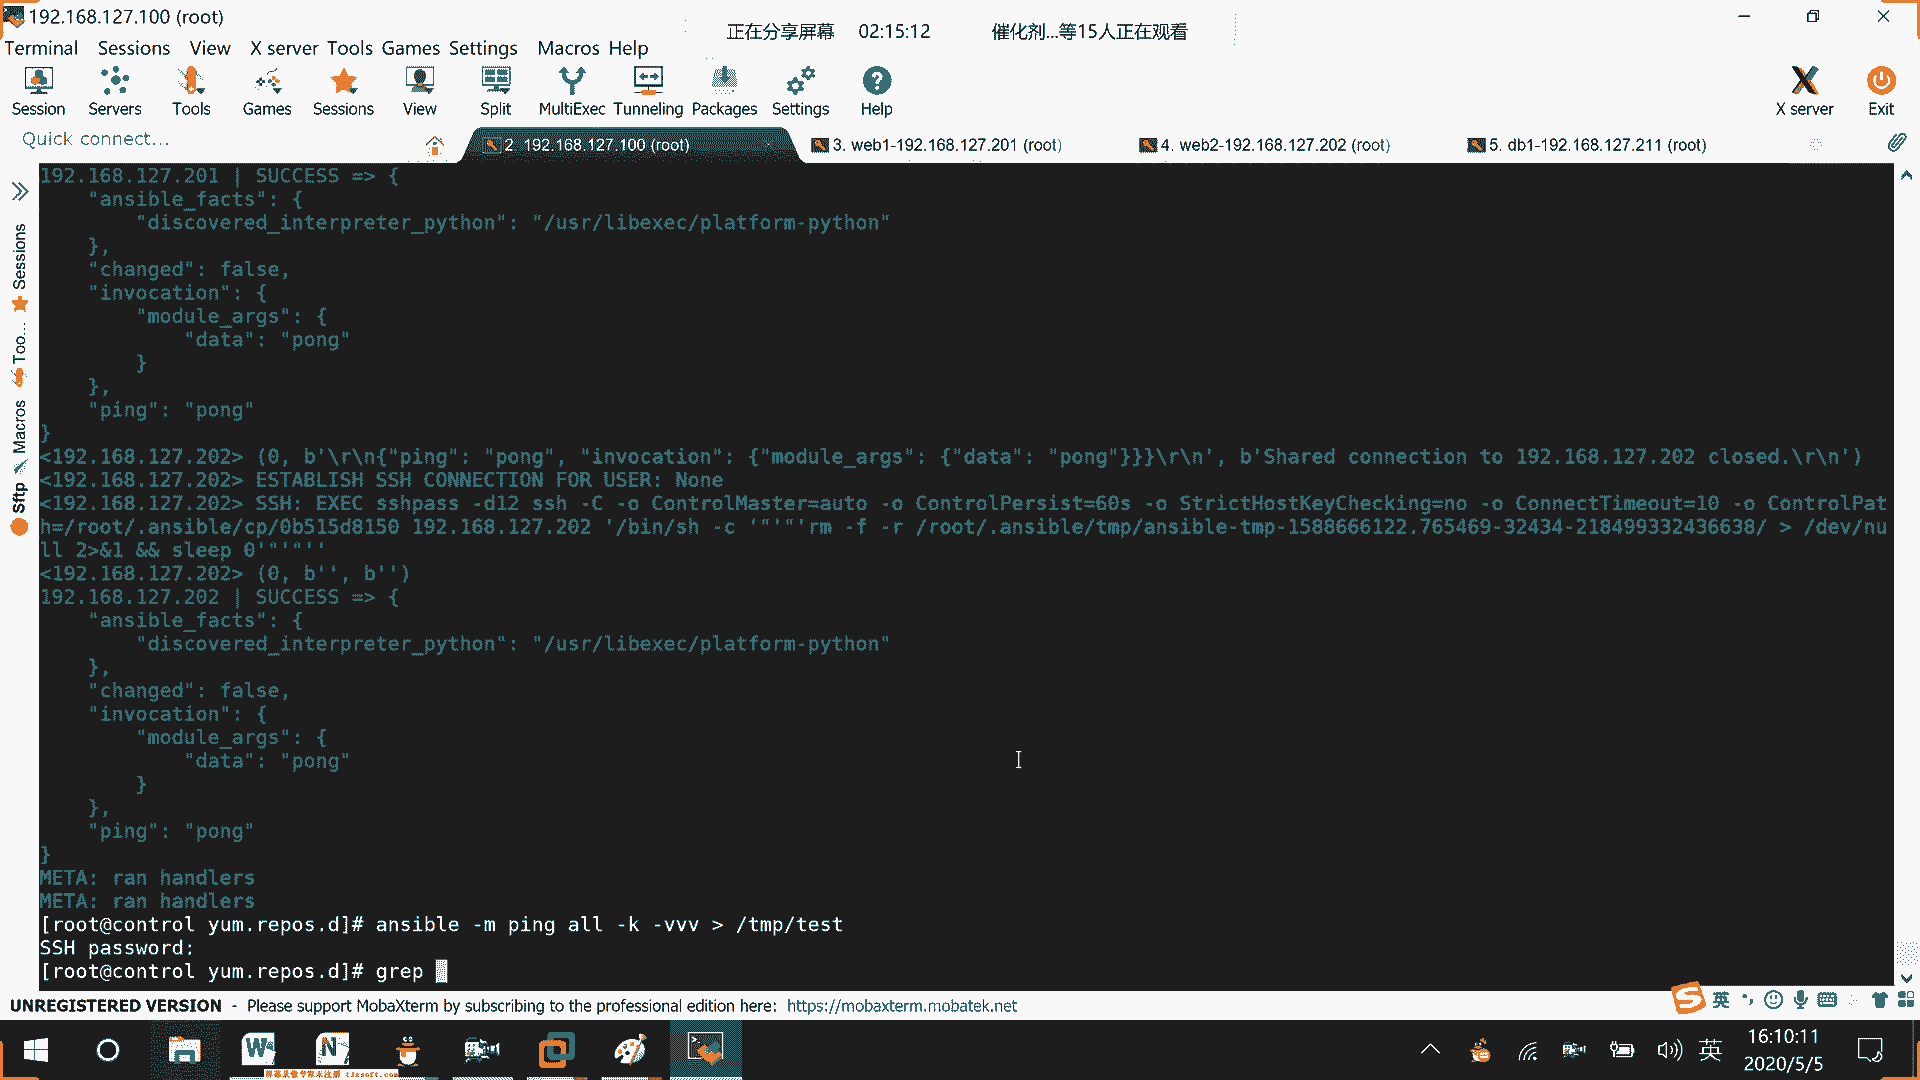 192.168.127.100 (root)
正在分享屏幕 02:15:12 催化剂...等15人正在观看
Terminal Sessions View X server Tools Games Settings Macros Help
Session Servers Tools Games Sessions View Split MultiExec Tunneling Packages Settings Help X server Exit
Quick connect...
2. 192.168.127.100 (root)
3. web1-192.168.127.201 (root)
4. web2-192.168.127.202 (root)
5. db1-192.168.127.211 (root)
Sessions
Too...
Macros
Sftp
192.168.127.201 | SUCCESS => {
    "ansible_facts": {
        "discovered_interpreter_python": "/usr/libexec/platform-python"
    },
    "changed": false,
    "invocation": {
        "module_args": {
            "data": "pong"
        }
    },
    "ping": "pong"
}
<192.168.127.202> (0, b'\r\n{"ping": "pong", "invocation": {"module_args": {"data": "pong"}}}\r\n', b'Shared connection to 192.168.127.202 closed.\r\n')
<192.168.127.202> ESTABLISH SSH CONNECTION FOR USER: None
<192.168.127.202> SSH: EXEC sshpass -d12 ssh -C -o ControlMaster=auto -o ControlPersist=60s -o StrictHostKeyChecking=no -o ConnectTimeout=10 -o ControlPat
h=/root/.ansible/cp/0b515d8150 192.168.127.202 '/bin/sh -c '"'"'rm -f -r /root/.ansible/tmp/ansible-tmp-1588666122.765469-32434-218499332436638/ > /dev/nu
ll 2>&1 && sleep 0'"'"''
<192.168.127.202> (0, b'', b'')
192.168.127.202 | SUCCESS => {
    "ansible_facts": {
        "discovered_interpreter_python": "/usr/libexec/platform-python"
    },
    "changed": false,
    "invocation": {
        "module_args": {
            "data": "pong"
        }
    },
    "ping": "pong"
}
META: ran handlers
META: ran handlers
[root@control yum.repos.d]# ansible -m ping all -k -vvv > /tmp/test
SSH password:
[root@control yum.repos.d]# grep
UNREGISTERED VERSION - Please support MobaXterm by subscribing to the professional edition here: https://mobaxterm.mobatek.net
英
英
16:10:11
2020/5/5